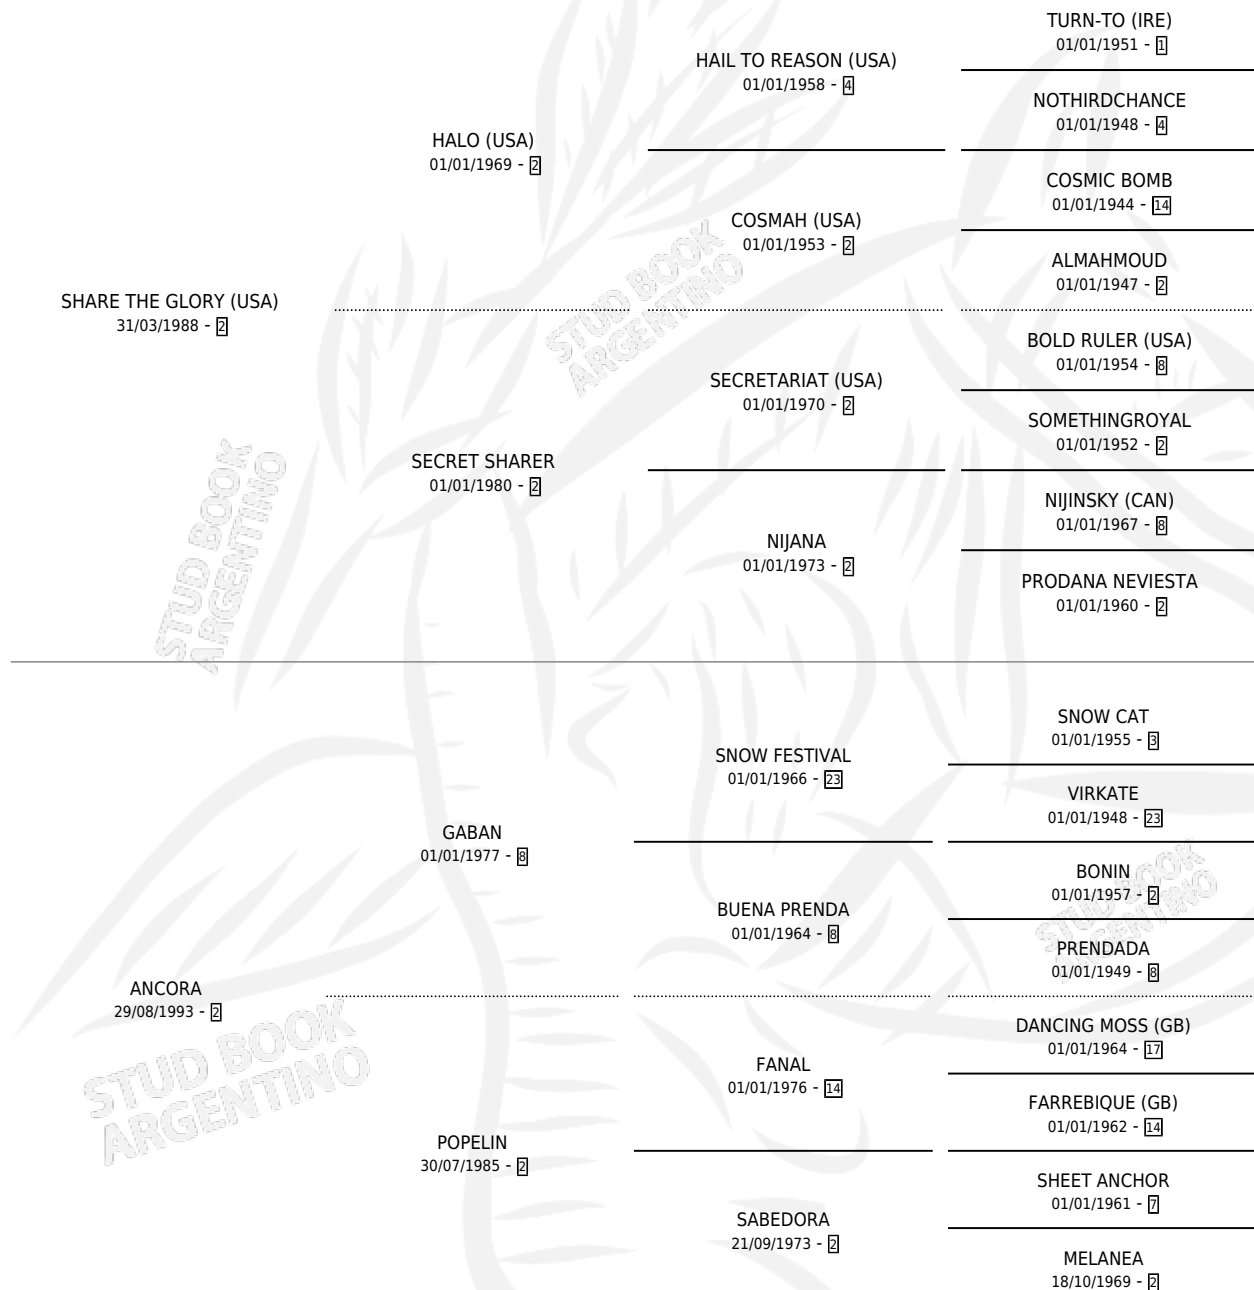 TURN-TO (IRE)
01/01/1951 - 1
HAIL TO REASON (USA)
01/01/1958 - 4
NOTHIRDCHANCE
01/01/1948 - 4
HALO (USA)
01/01/1969 - 2
COSMIC BOMB
01/01/1944 - 14
COSMAH (USA)
01/01/1953 - 2
ALMAHMOUD
01/01/1947 - 2
SHARE THE GLORY (USA)
31/03/1988 - 2
BOLD RULER (USA)
01/01/1954 - 8
SECRETARIAT (USA)
01/01/1970 - 2
SOMETHINGROYAL
01/01/1952 - 2
SECRET SHARER
01/01/1980 - 2
NIJINSKY (CAN)
01/01/1967 - 8
NIJANA
01/01/1973 - 2
PRODANA NEVIESTA
01/01/1960 - 2
SNOW CAT
01/01/1955 - 3
SNOW FESTIVAL
01/01/1966 - 23
VIRKATE
01/01/1948 - 23
GABAN
01/01/1977 - 8
BONIN
01/01/1957 - 2
BUENA PRENDA
01/01/1964 - 8
PRENDADA
01/01/1949 - 8
ANCORA
29/08/1993 - 2
DANCING MOSS (GB)
01/01/1964 - 17
FANAL
01/01/1976 - 14
FARREBIQUE (GB)
01/01/1962 - 14
POPELIN
30/07/1985 - 2
SHEET ANCHOR
01/01/1961 - 7
SABEDORA
21/09/1973 - 2
MELANEA
18/10/1969 - 2
STUD BOOK
ARGENTINO
STUD BOOK
ARGENTINO
STUD BOOK
ARGENTINO
STUD BOOK
ARGENTINO